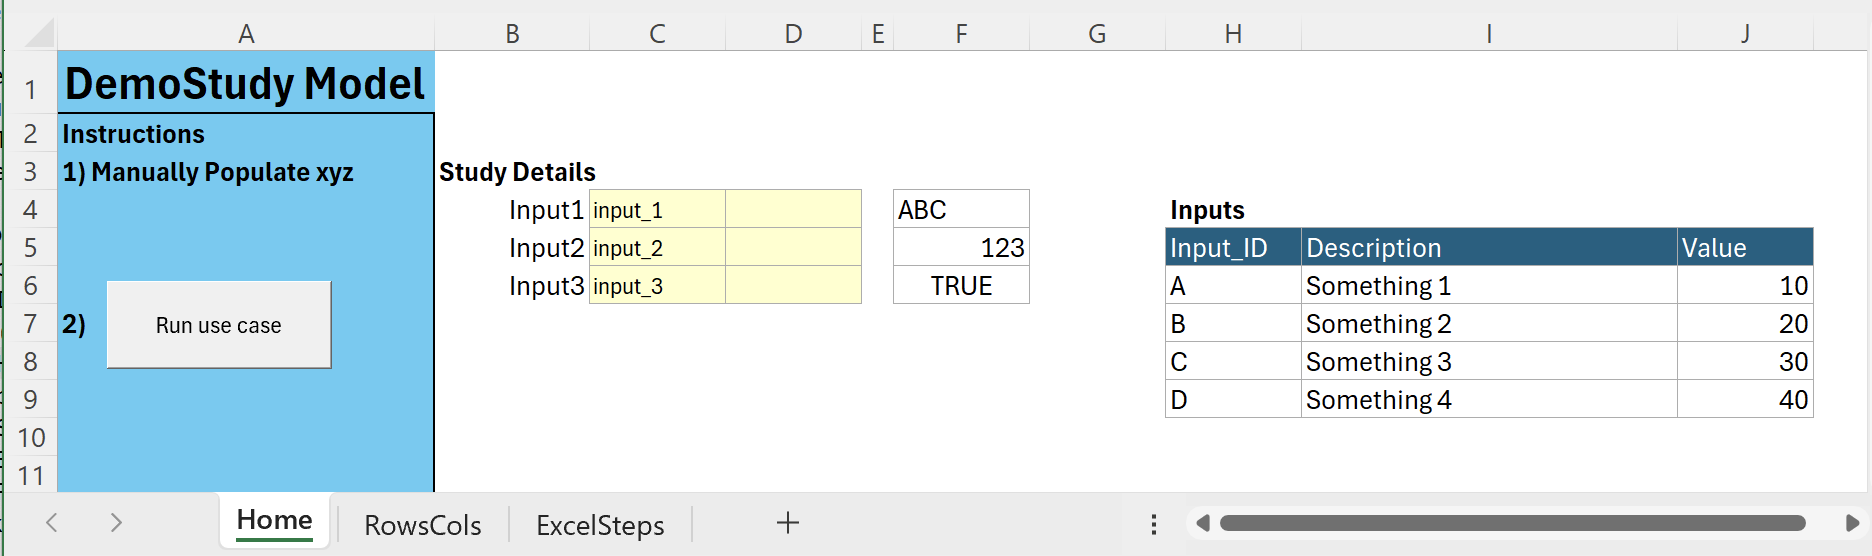 A B C D E F G H I J
1 DemoStudy Model
2 Instructions
3 1) Manually Populate xyz Study Details
4 Input1 input_1 ABC Inputs
5 Input2 input_2 123 Input_ID Description Value
6 Input3 input_3 TRUE A Something 1 10
7 2) Run use case B Something 2 20
8 C Something 3 30
9 D Something 4 40
10
11
Home RowsCols ExcelSteps